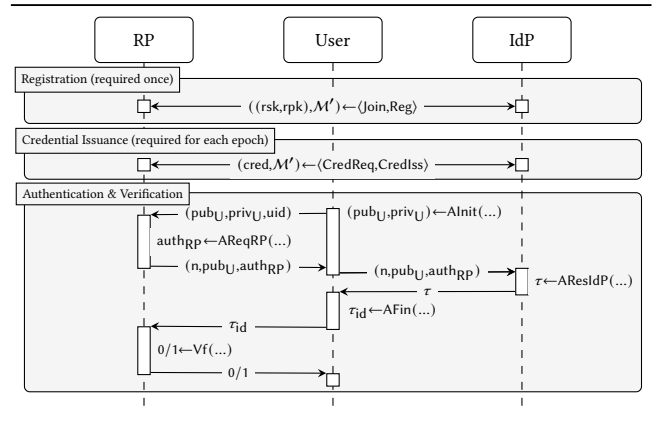 RP User IdP
Registration (required once)
((rsk,rpk),ℳ′)←⟨Join,Reg⟩
Credential Issuance (required for each epoch)
(cred,ℳ′)←⟨CredReq,CredIss⟩
Authentication & Verification
(pubU,privU,uid) (pubU,privU)←AInit(...)
authRP←AReqRP(...)
(n,pubU,authRP) (n,pubU,authRP)
τ←AResIdP(...)
τ
τid←AFin(...)
τid
0/1←Vf(...)
0/1